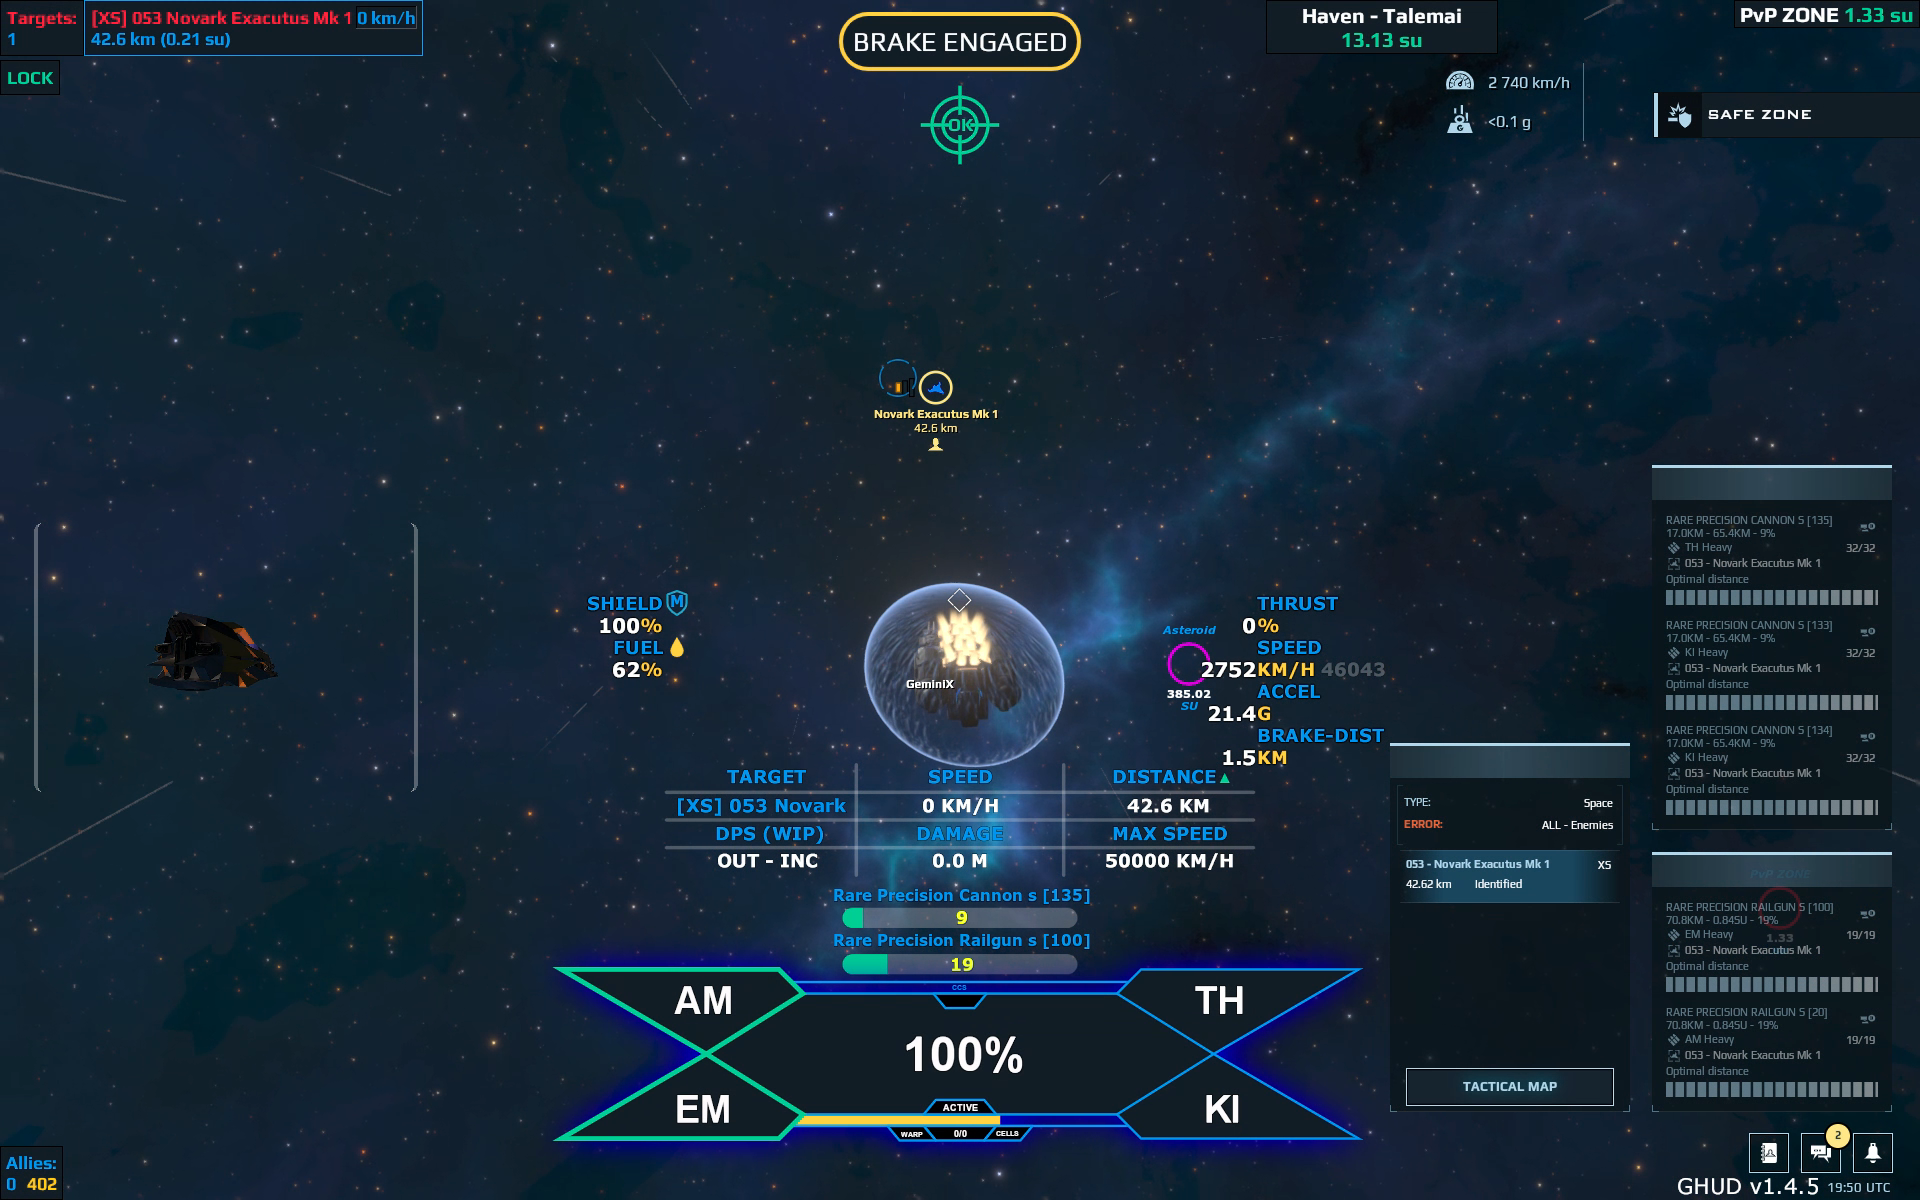 Targets:
1
[XS] 053 Novark Exacutus Mk 1 0 km/h
42.6 km (0.21 su)
LOCK
BRAKE ENGAGED
OK
Haven - Talemai
13.13 su
PvP ZONE 1.33 su
2 740 km/h
<0.1 g
SAFE ZONE
Novark Exacutus Mk 1
42.6 km
SHIELD M
100%
FUEL
62%
GeminIX
Asteroid
385.02
SU
THRUST
0%
SPEED
2752KM/H 46043
ACCEL
21.4G
BRAKE-DIST
1.5KM
TARGET SPEED DISTANCE▲
[XS] 053 Novark 0 KM/H 42.6 KM
DPS (WIP) DAMAGE MAX SPEED
OUT - INC 0.0 M 50000 KM/H
Rare Precision Cannon s [135]
9
Rare Precision Railgun s [100]
19
AM
TH
CCS
100%
EM
KI
ACTIVE
WARP 0/0 CELLS
TYPE: Space
ERROR: ALL - Enemies
053 - Novark Exacutus Mk 1 XS
42.62 km Identified
TACTICAL MAP
RARE PRECISION CANNON S [135]
17.0KM - 65.4KM - 9%
TH Heavy 32/32
053 - Novark Exacutus Mk 1
Optimal distance
RARE PRECISION CANNON S [133]
17.0KM - 65.4KM - 9%
KI Heavy 32/32
053 - Novark Exacutus Mk 1
Optimal distance
RARE PRECISION CANNON S [134]
17.0KM - 65.4KM - 9%
KI Heavy 32/32
053 - Novark Exacutus Mk 1
Optimal distance
PvP ZONE
RARE PRECISION RAILGUN S [100]
70.8KM - 0.84SU - 19%
EM Heavy 19/19
1.33
053 - Novark Exacutus Mk 1
Optimal distance
RARE PRECISION RAILGUN S [20]
70.8KM - 0.84SU - 19%
AM Heavy 19/19
053 - Novark Exacutus Mk 1
Optimal distance
2
Allies:
0 402
GHUD v1.4.5 19:50 UTC